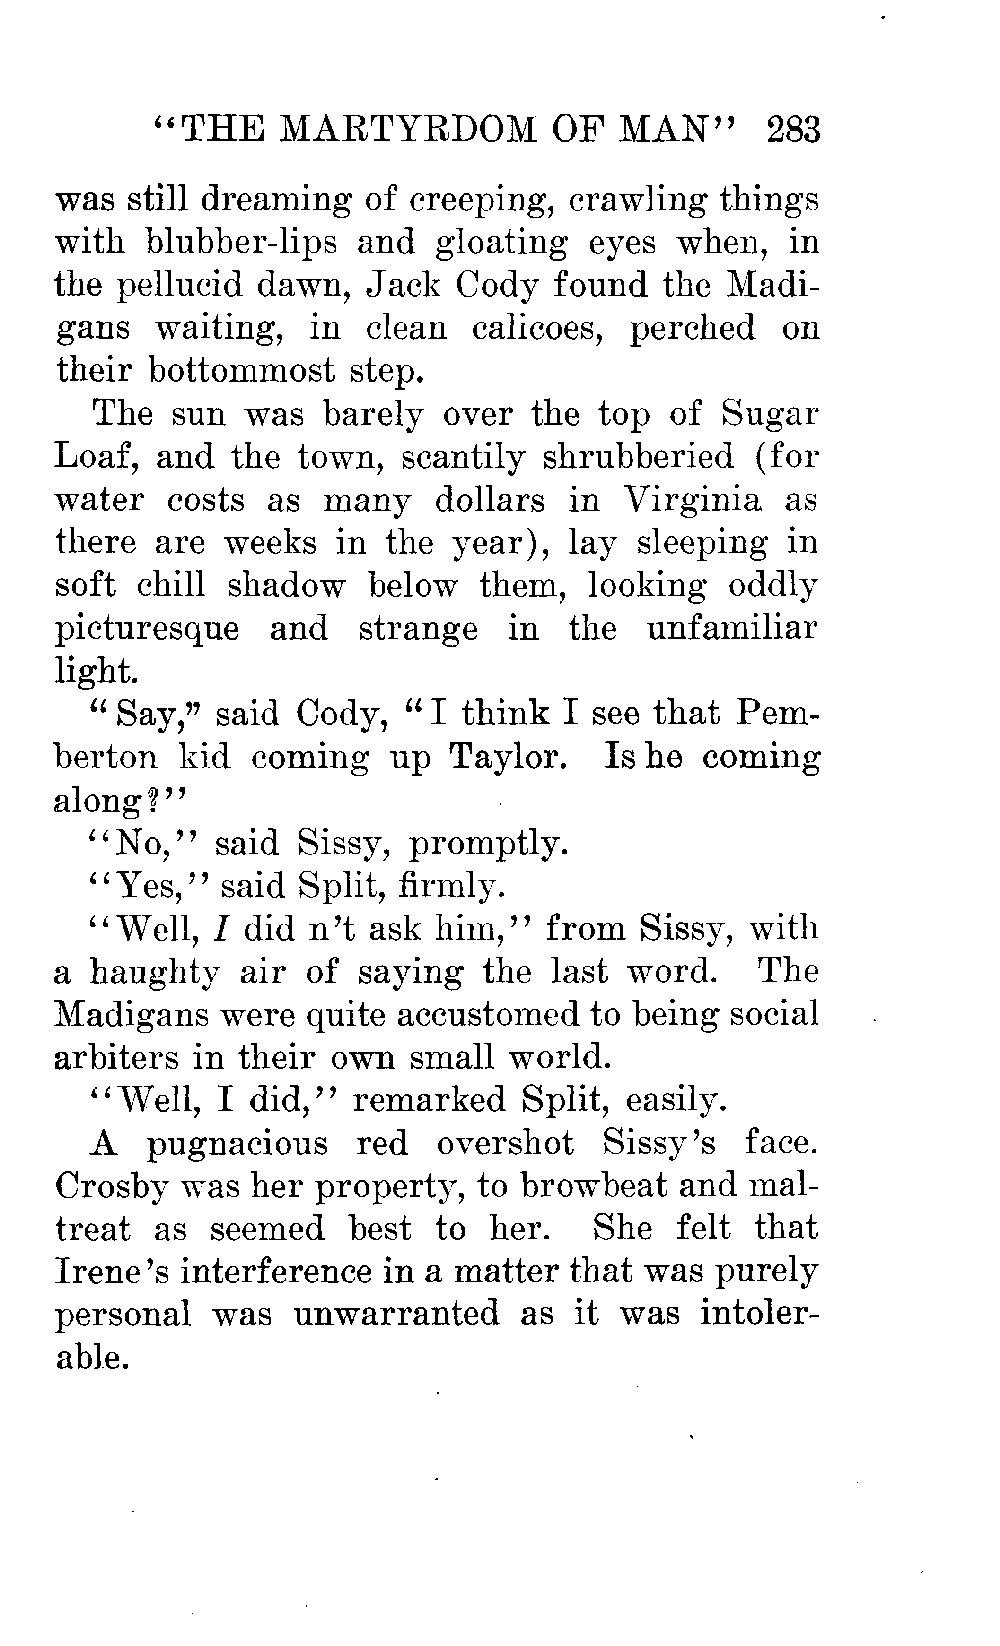 "THE MARTYRDOM OF MAN" 283
was still dreaming of creeping, crawling things
with blubber-lips and gloating eyes when, in
the pellucid dawn, Jack Cody found the Madi-
gans waiting, in clean calicoes, perched on
their bottommost step.
The sun was barely over the top of Sugar
Loaf, and the town, scantily shrubberied (for
water costs as many dollars in Virginia as
there are weeks in the year), lay sleeping in
soft chill shadow below them, looking oddly
picturesque and strange in the unfamiliar
light.
"Say," said Cody, "I think I see that Pem-
berton kid coming up Taylor. Is he coming
along?"
"No," said Sissy, promptly.
"Yes," said Split, firmly.
"Well, I did n't ask him," from Sissy, with
a haughty air of saying the last word. The
Madigans were quite accustomed to being social
arbiters in their own small world.
"Well, I did," remarked Split, easily.
A pugnacious red overshot Sissy's face.
Crosby was her property, to browbeat and mal-
treat as seemed best to her. She felt that
Irene's interference in a matter that was purely
personal was unwarranted as it was intoler-
able.